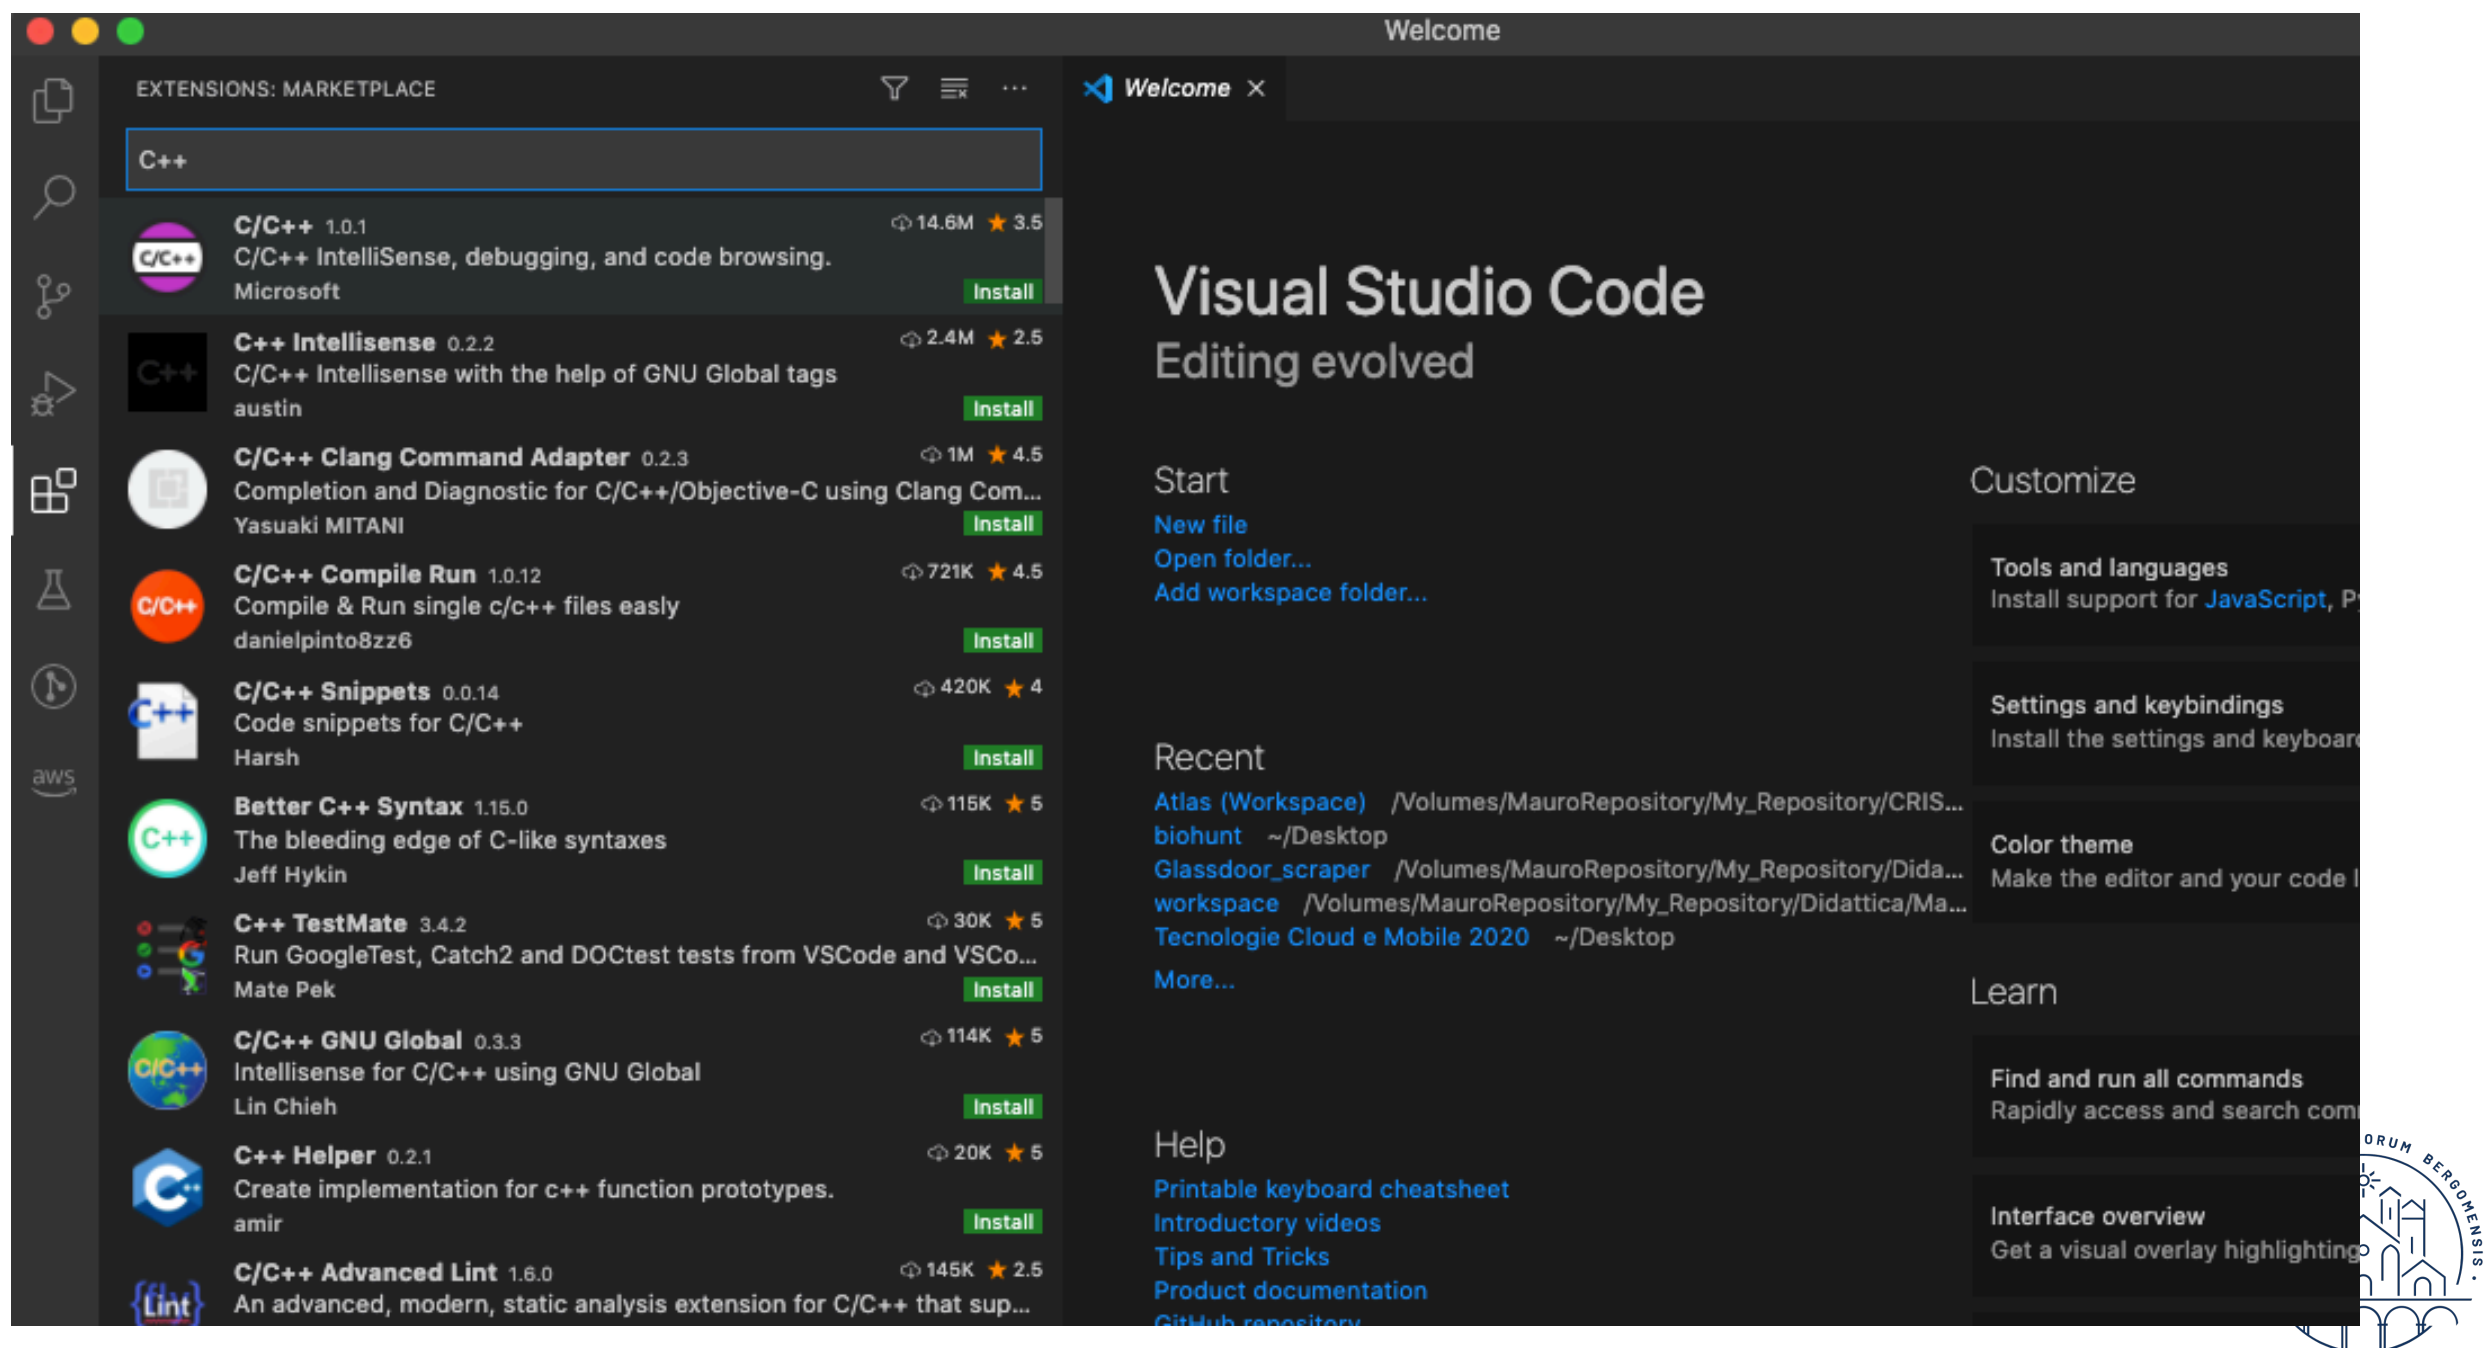 Welcome
EXTENSIONS: MARKETPLACE
C++
C/C++ 1.0.1 14.6M 3.5
C/C++ IntelliSense, debugging, and code browsing.
Microsoft Install
C++ Intellisense 0.2.2 2.4M 2.5
C/C++ Intellisense with the help of GNU Global tags
austin Install
C/C++ Clang Command Adapter 0.2.3 1M 4.5
Completion and Diagnostic for C/C++/Objective-C using Clang Com...
Yasuaki MITANI Install
C/C++ Compile Run 1.0.12 721K 4.5
Compile & Run single c/c++ files easly
danielpinto8zz6 Install
C/C++ Snippets 0.0.14 420K 4
Code snippets for C/C++
Harsh Install
Better C++ Syntax 1.15.0 115K 5
The bleeding edge of C-like syntaxes
Jeff Hykin Install
C++ TestMate 3.4.2 30K 5
Run GoogleTest, Catch2 and DOCtest tests from VSCode and VSCo...
Mate Pek Install
C/C++ GNU Global 0.3.3 114K 5
Intellisense for C/C++ using GNU Global
Lin Chieh Install
C++ Helper 0.2.1 20K 5
Create implementation for c++ function prototypes.
amir Install
C/C++ Advanced Lint 1.6.0 145K 2.5
An advanced, modern, static analysis extension for C/C++ that sup...
C/C++
C++
C/C++
C++
C++
C/C++
Lint
aws
Welcome
Visual Studio Code
Editing evolved
Start
New file
Open folder...
Add workspace folder...
Recent
Atlas (Workspace) /Volumes/MauroRepository/My_Repository/CRIS...
biohunt ~/Desktop
Glassdoor_scraper /Volumes/MauroRepository/My_Repository/Dida...
workspace /Volumes/MauroRepository/My_Repository/Didattica/Ma...
Tecnologie Cloud e Mobile 2020 ~/Desktop
More...
Help
Printable keyboard cheatsheet
Introductory videos
Tips and Tricks
Product documentation
GitHub repository
Customize
Tools and languages
Install support for JavaScript, Py
Settings and keybindings
Install the settings and keyboard
Color theme
Make the editor and your code l
Learn
Find and run all commands
Rapidly access and search com
Interface overview
Get a visual overlay highlighting
ORUM BERGOMENSIS